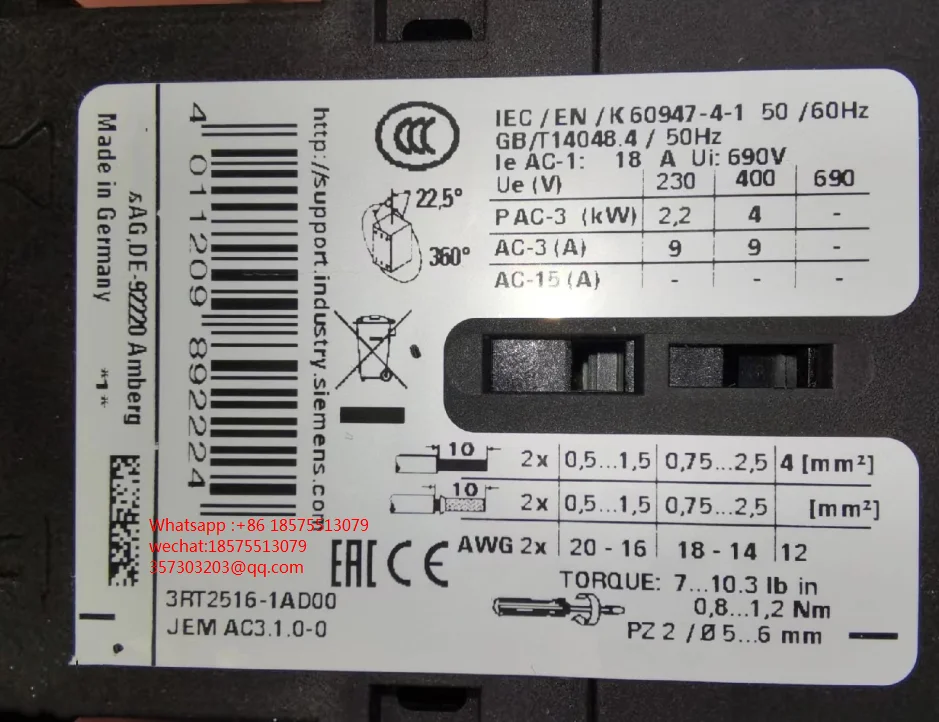 Made in Germany
AG, DE-92220 Amberg
*1*
4 011209 892224
http://support.industry.siemens.com
CCC
22,5°
360°
IEC / EN / K 60947-4-1 50 /60Hz
GB/T14048.4 / 50Hz
Ie AC-1: 18 A Ui: 690V
Ue (V) 230 400 690
P AC-3 (kW) 2,2 4 -
AC-3 (A) 9 9 -
AC-15 (A) - - -
10 2x 0,5...1,5 0,75...2,5 4 [mm²]
10 2x 0,5...1,5 0,75...2,5 [mm²]
AWG 2x 20 - 16 18 - 14 12
TORQUE: 7...10.3 lb in
0,8...1,2 Nm
PZ 2 / Ø 5...6 mm
EAC CE
3RT2516-1AD00
JEM AC3.1.0-0
Whatsapp :+86 18575513079
wechat:18575513079
357303203@qq.com